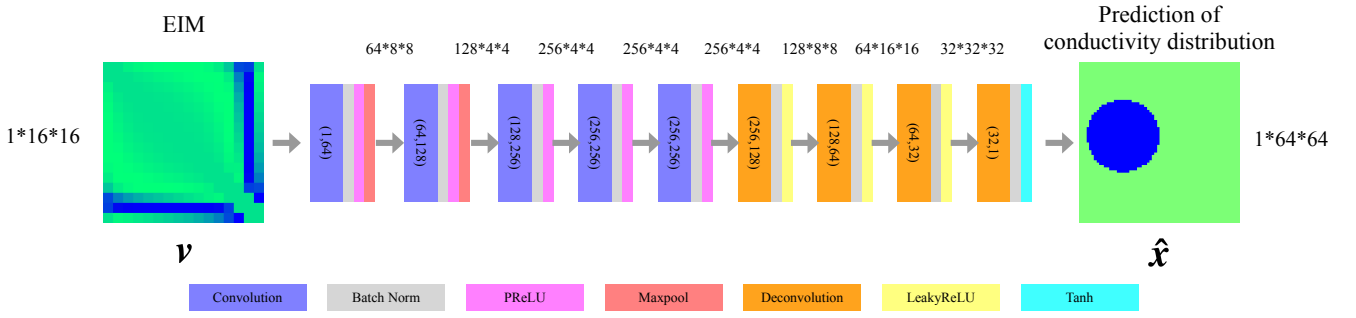 EIM
Prediction of
conductivity distribution
64*8*8
128*4*4
256*4*4
256*4*4
256*4*4
128*8*8
64*16*16
32*32*32
1*16*16
(1,64)
(64,128)
(128,256)
(256,256)
(256,256)
(256,128)
(128,64)
(64,32)
(32,1)
1*64*64
v
x̂
Convolution
Batch Norm
PReLU
Maxpool
Deconvolution
LeakyReLU
Tanh